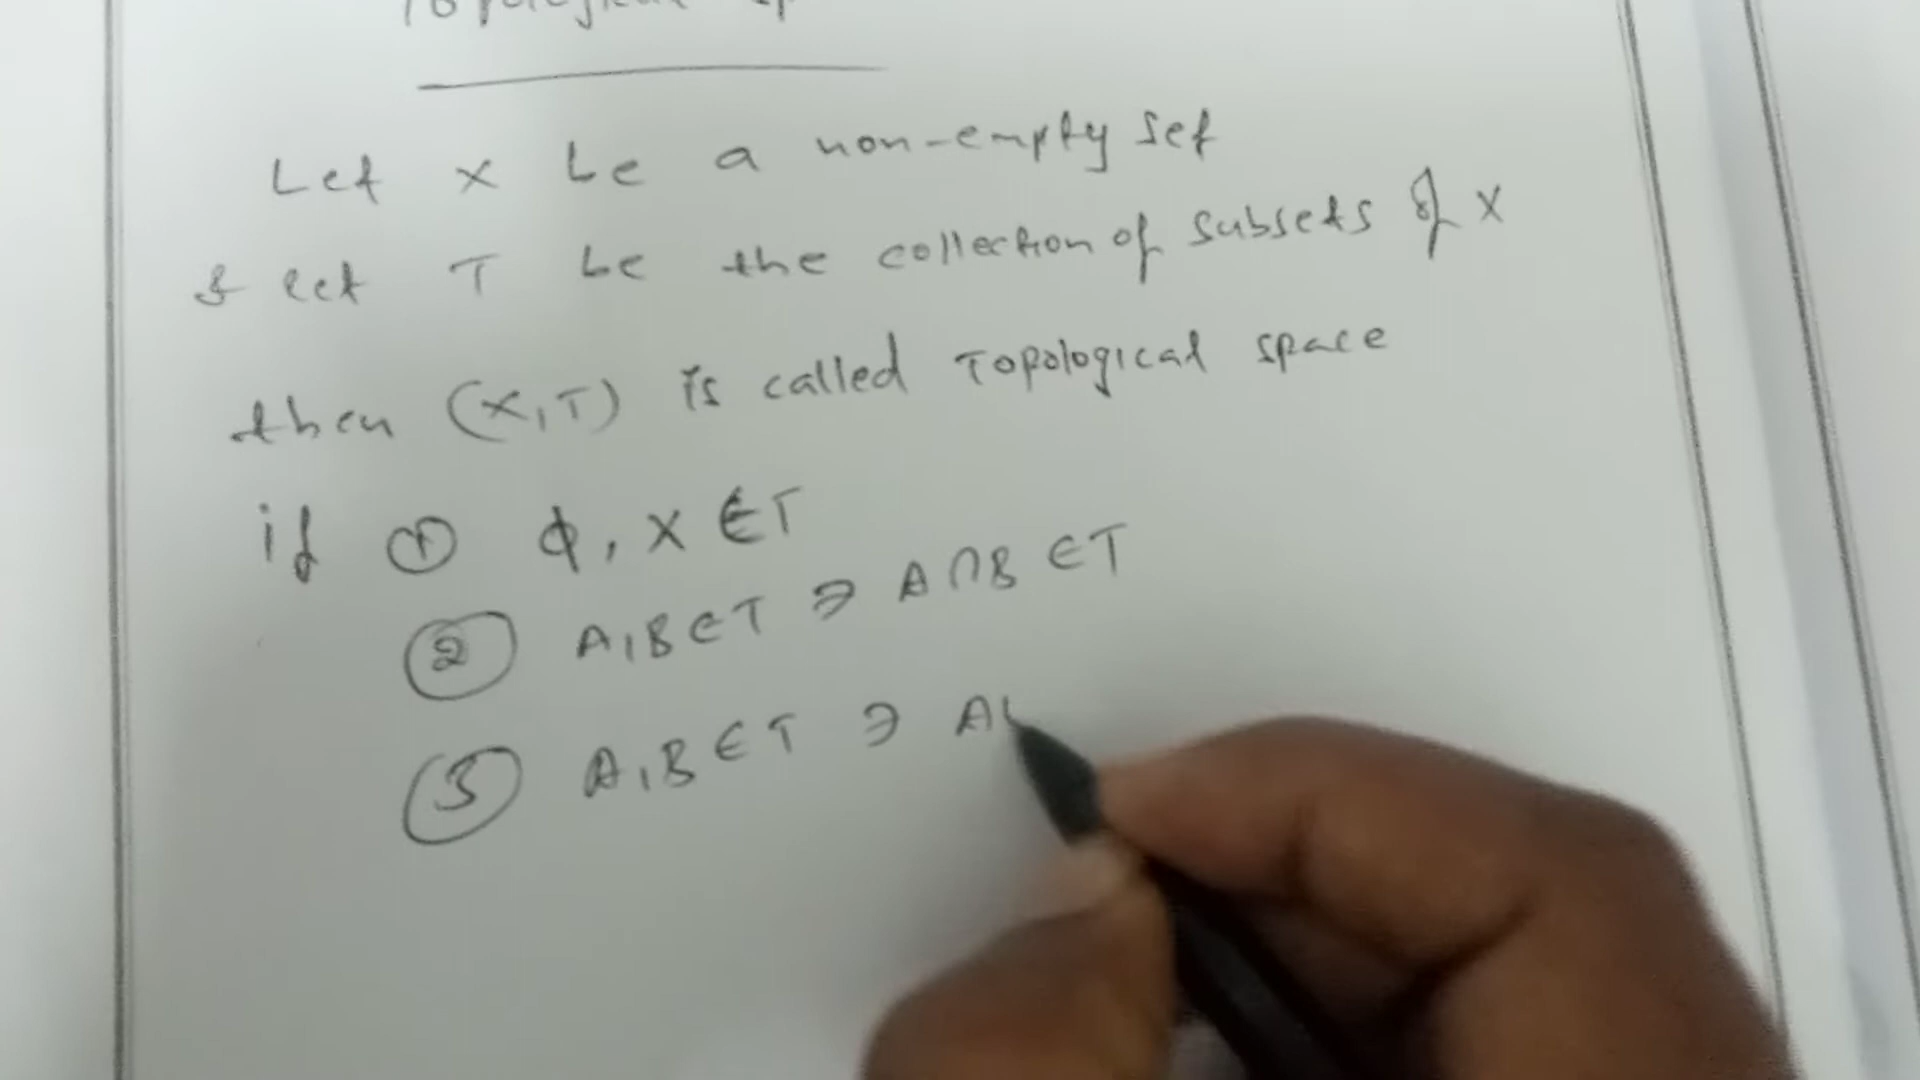 Topological
Let x be a non-empty set
& let T be the collection of subsets of X
then (X,T) is called Topological space
if ① ϕ, X ∈ T
② A,B ∈ T ∋ A∩B ∈ T
③ A,B ∈ T ∋ A